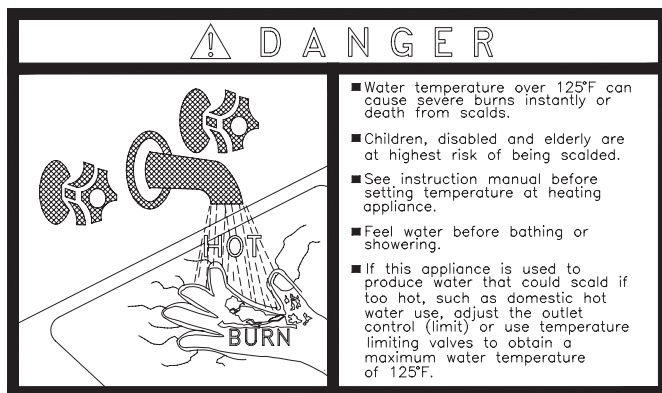 DANGER
HOT
BURN
■ Water temperature over 125°F can
cause severe burns instantly or
death from scalds.
■ Children, disabled and elderly are
at highest risk of being scalded.
■ See instruction manual before
setting temperature at heating
appliance.
■ Feel water before bathing or
showering.
■ If this appliance is used to
produce water that could scald if
too hot, such as domestic hot
water use, adjust the outlet
control (limit) or use temperature
limiting valves to obtain a
maximum water temperature
of 125°F.